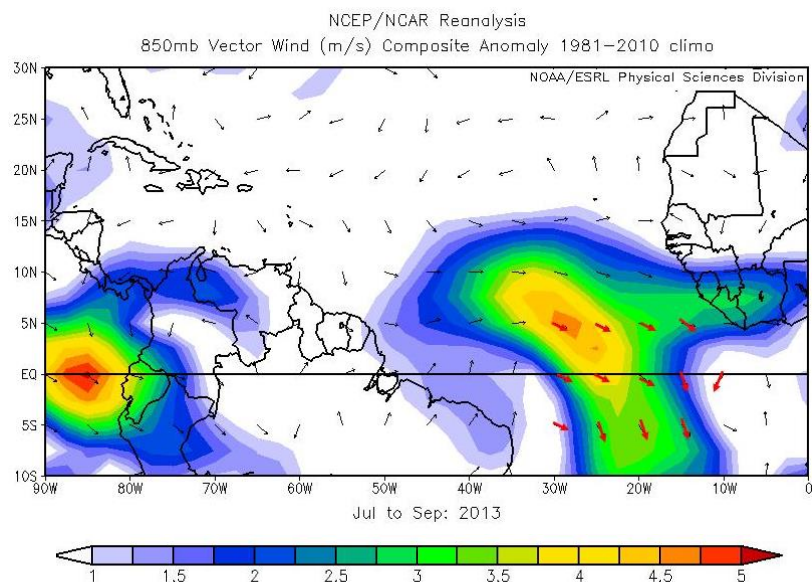 NCEP/NCAR Reanalysis
850mb Vector Wind (m/s) Composite Anomaly 1981-2010 climo
30N
NOAA/ESRL Physical Sciences Division
25N
20N
15N
10N
5N
EQ
5S
10S
90W 80W 70W 60W 50W 40W 30W 20W 10W 0
Jul to Sep: 2013
1 1.5 2 2.5 3 3.5 4 4.5 5